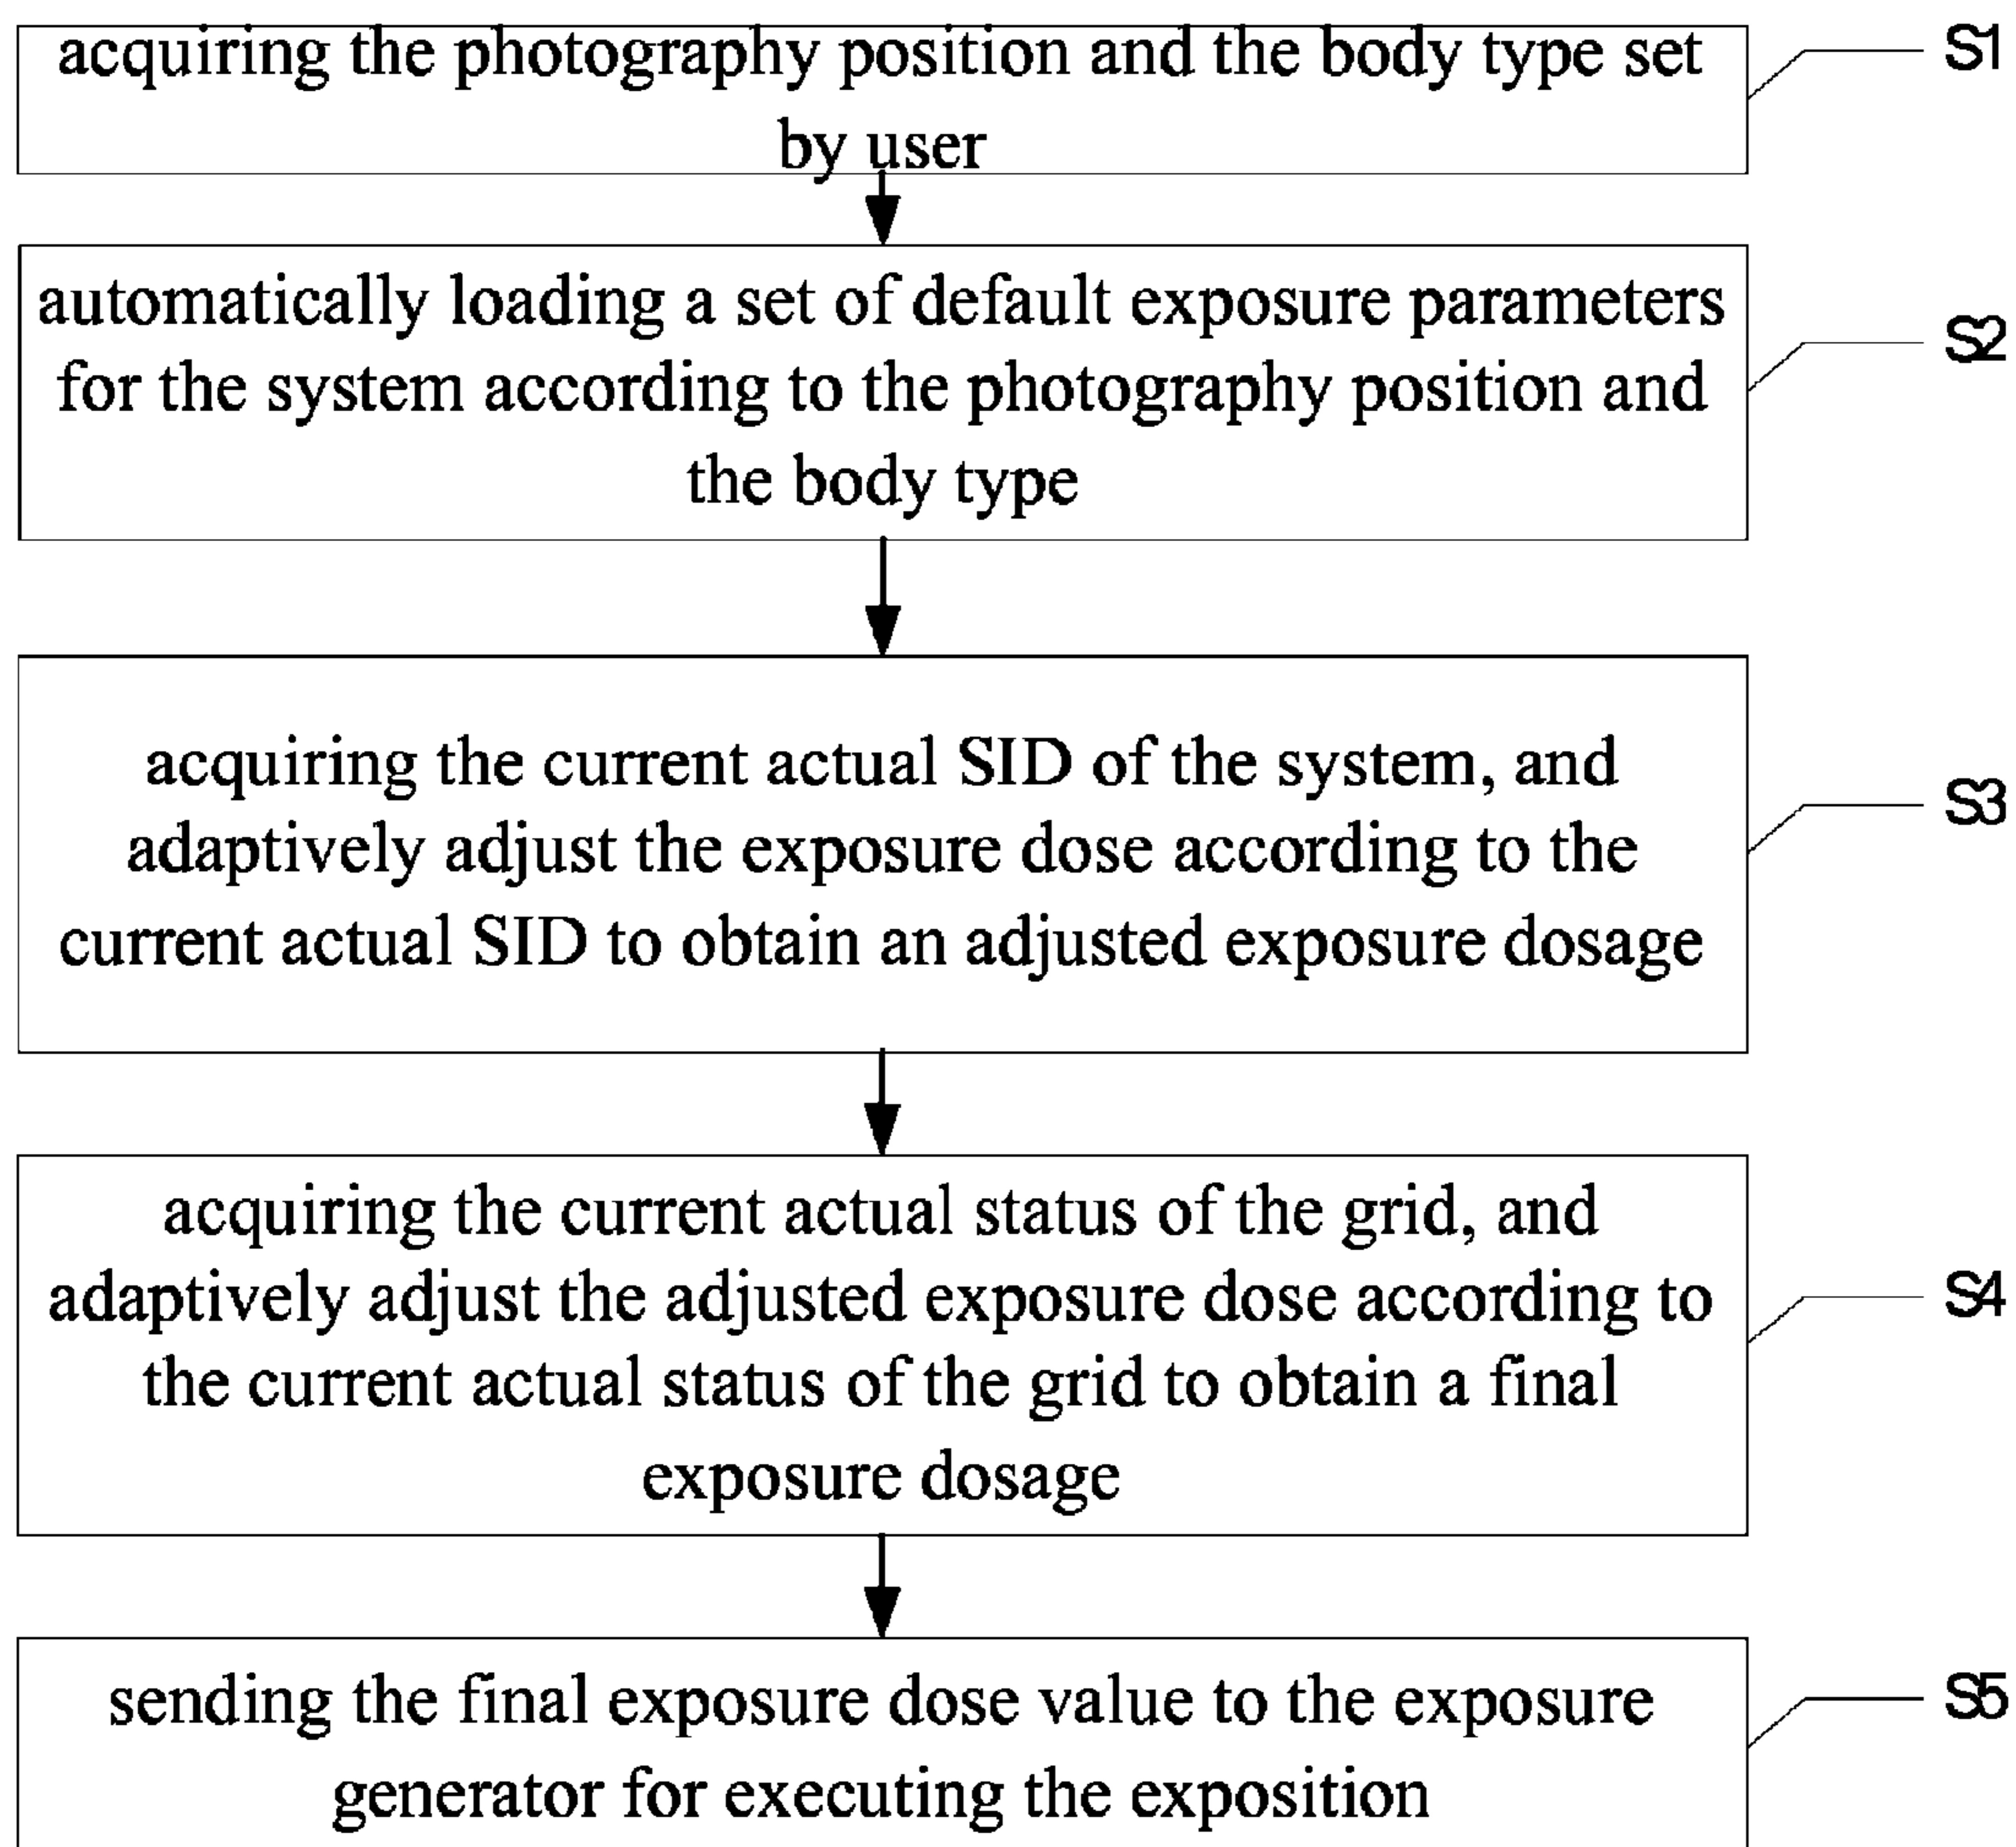 acquiring the photography position and the body type set
by user
S1
automatically loading a set of default exposure parameters
for the system according to the photography position and
the body type
S2
acquiring the current actual SID of the system, and
adaptively adjust the exposure dose according to the
current actual SID to obtain an adjusted exposure dosage
S3
acquiring the current actual status of the grid, and
adaptively adjust the adjusted exposure dose according to
the current actual status of the grid to obtain a final
exposure dosage
S4
sending the final exposure dose value to the exposure
generator for executing the exposition
S5